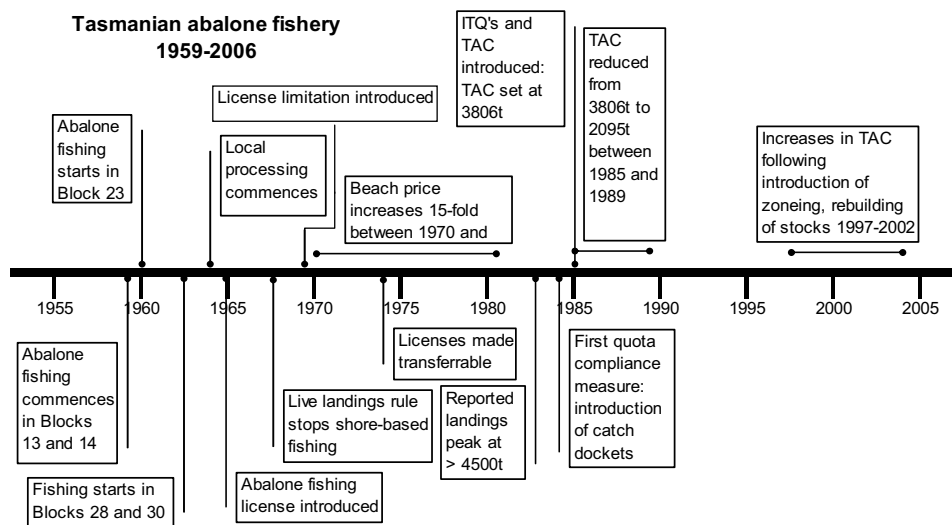 Tasmanian abalone fishery
1959-2006
ITQ's and
TAC
introduced:
TAC set at
3806t
TAC
reduced
from
3806t to
2095t
between
1985 and
1989
License limitation introduced
Abalone
fishing
starts in
Block 23
Local
processing
commences
Increases in TAC
following
introduction of
zoneing, rebuilding
of stocks 1997-2002
Beach price
increases 15-fold
between 1970 and
1955 1960 1965 1970 1975 1980 1985 1990 1995 2000 2005
Abalone
fishing
commences
in Blocks
13 and 14
Licenses made
transferrable
First quota
compliance
measure:
introduction
of catch
dockets
Live landings rule
stops shore-based
fishing
Reported
landings
peak at
> 4500t
Fishing starts in
Blocks 28 and 30
Abalone fishing
license introduced